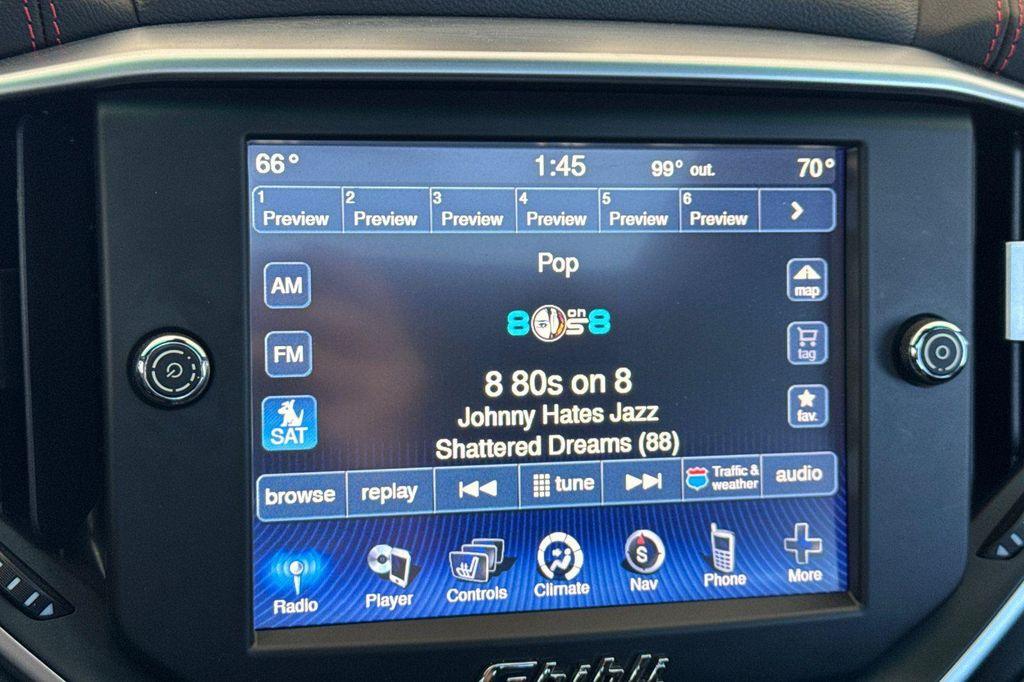 66° 1:45 99° out. 70°
1 Preview 2 Preview 3 Preview 4 Preview 5 Preview 6 Preview >
Pop
AM
map
8 on 8
FM
tag
8 80s on 8
SAT
fav.
Johnny Hates Jazz
Shattered Dreams (88)
browse replay tune Traffic & weather audio
Radio Player Controls Climate S Nav Phone More
Ghibli